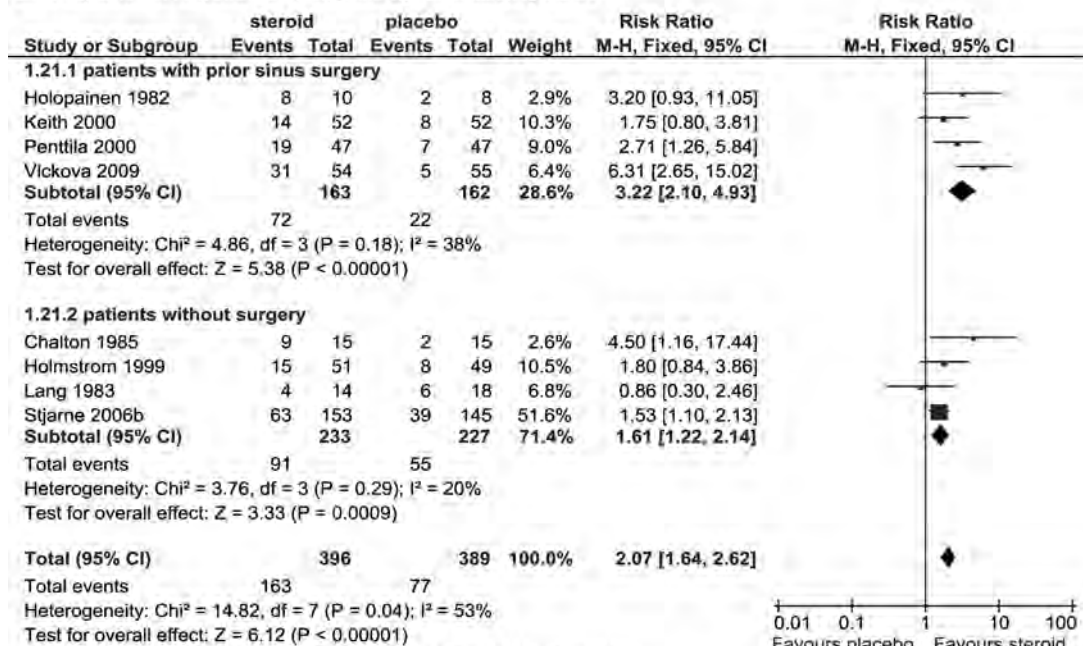 steroid placebo Risk Ratio Risk Ratio
Study or Subgroup Events Total Events Total Weight M-H, Fixed, 95% CI M-H, Fixed, 95% CI
1.21.1 patients with prior sinus surgery
Holopainen 1982 8 10 2 8 2.9% 3.20 [0.93, 11.05]
Keith 2000 14 52 8 52 10.3% 1.75 [0.80, 3.81]
Penttila 2000 19 47 7 47 9.0% 2.71 [1.26, 5.84]
Vlckova 2009 31 54 5 55 6.4% 6.31 [2.65, 15.02]
Subtotal (95% CI) 163 162 28.6% 3.22 [2.10, 4.93]
Total events 72 22
Heterogeneity: Chi² = 4.86, df = 3 (P = 0.18); I² = 38%
Test for overall effect: Z = 5.38 (P < 0.00001)
1.21.2 patients without surgery
Chalton 1985 9 15 2 15 2.6% 4.50 [1.16, 17.44]
Holmstrom 1999 15 51 8 49 10.5% 1.80 [0.84, 3.86]
Lang 1983 4 14 6 18 6.8% 0.86 [0.30, 2.46]
Stjarne 2006b 63 153 39 145 51.6% 1.53 [1.10, 2.13]
Subtotal (95% CI) 233 227 71.4% 1.61 [1.22, 2.14]
Total events 91 55
Heterogeneity: Chi² = 3.76, df = 3 (P = 0.29); I² = 20%
Test for overall effect: Z = 3.33 (P = 0.0009)
Total (95% CI) 396 389 100.0% 2.07 [1.64, 2.62]
Total events 163 77
Heterogeneity: Chi² = 14.82, df = 7 (P = 0.04); I² = 53%
Test for overall effect: Z = 6.12 (P < 0.00001)
0.01 0.1 1 10 100
Favours placebo Favours steroid